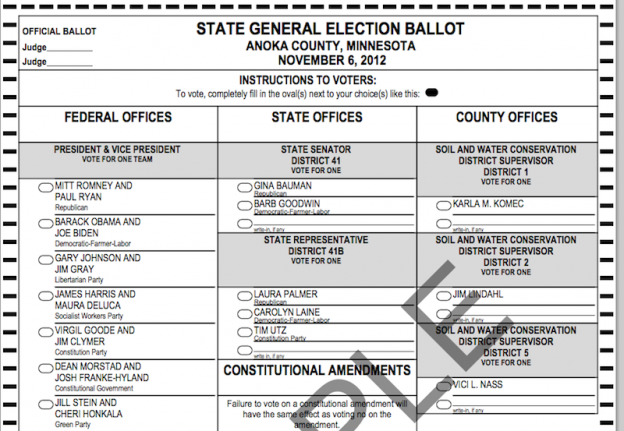 OFFICIAL BALLOT
Judge
Judge
STATE GENERAL ELECTION BALLOT
ANOKA COUNTY, MINNESOTA
NOVEMBER 6, 2012
INSTRUCTIONS TO VOTERS:
To vote, completely fill in the oval(s) next to your choice(s) like this:
FEDERAL OFFICES
PRESIDENT & VICE PRESIDENT
VOTE FOR ONE TEAM
MITT ROMNEY AND
PAUL RYAN
Republican
BARACK OBAMA AND
JOE BIDEN
Democratic-Farmer-Labor
GARY JOHNSON AND
JIM GRAY
Libertarian Party
JAMES HARRIS AND
MAURA DELUCA
Socialist Workers Party
VIRGIL GOODE AND
JIM CLYMER
Constitution Party
DEAN MORSTAD AND
JOSH FRANKE-HYLAND
Constitutional Government
JILL STEIN AND
CHERI HONKALA
Green Party
STATE OFFICES
STATE SENATOR
DISTRICT 41
VOTE FOR ONE
GINA BAUMAN
Republican
BARB GOODWIN
Democratic-Farmer-Labor
write-in, if any
STATE REPRESENTATIVE
DISTRICT 41B
VOTE FOR ONE
LAURA PALMER
Republican
CAROLYN LAINE
Democratic-Farmer-Labor
TIM UTZ
Constitution Party
write-in, if any
CONSTITUTIONAL AMENDMENTS
Failure to vote on a constitutional amendment will
have the same effect as voting no on the
amendment.
COUNTY OFFICES
SOIL AND WATER CONSERVATION
DISTRICT SUPERVISOR
DISTRICT 1
VOTE FOR ONE
KARLA M. KOMEC
write-in, if any
SOIL AND WATER CONSERVATION
DISTRICT SUPERVISOR
DISTRICT 2
VOTE FOR ONE
JIM LINDAHL
write-in, if any
SOIL AND WATER CONSERVATION
DISTRICT SUPERVISOR
DISTRICT 5
VOTE FOR ONE
VICI L. NASS
write-in, if any
PLE